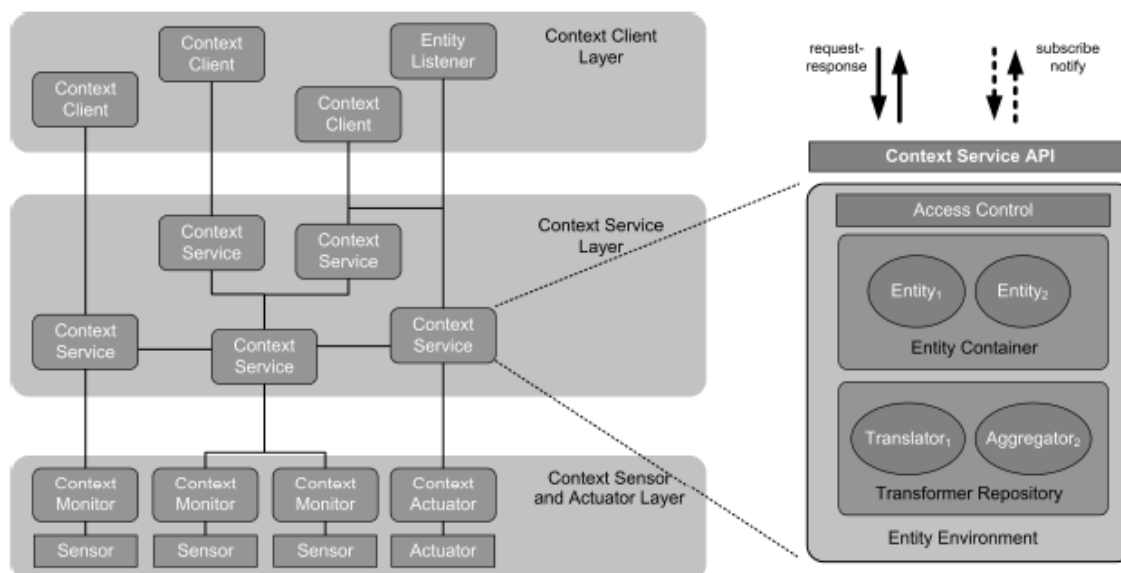 Context
Client
Context
Client
Context
Client
Entity
Listener
Context Client
Layer
Context
Service
Context
Service
Context Service
Layer
Context
Service
Context
Service
Context
Service
Context
Monitor
Context
Monitor
Context
Monitor
Context
Actuator
Context Sensor
and Actuator Layer
Sensor
Sensor
Sensor
Actuator
request-
response
subscribe
notify
Context Service API
Access Control
Entity₁
Entity₂
Entity Container
Translator₁
Aggregator₂
Transformer Repository
Entity Environment